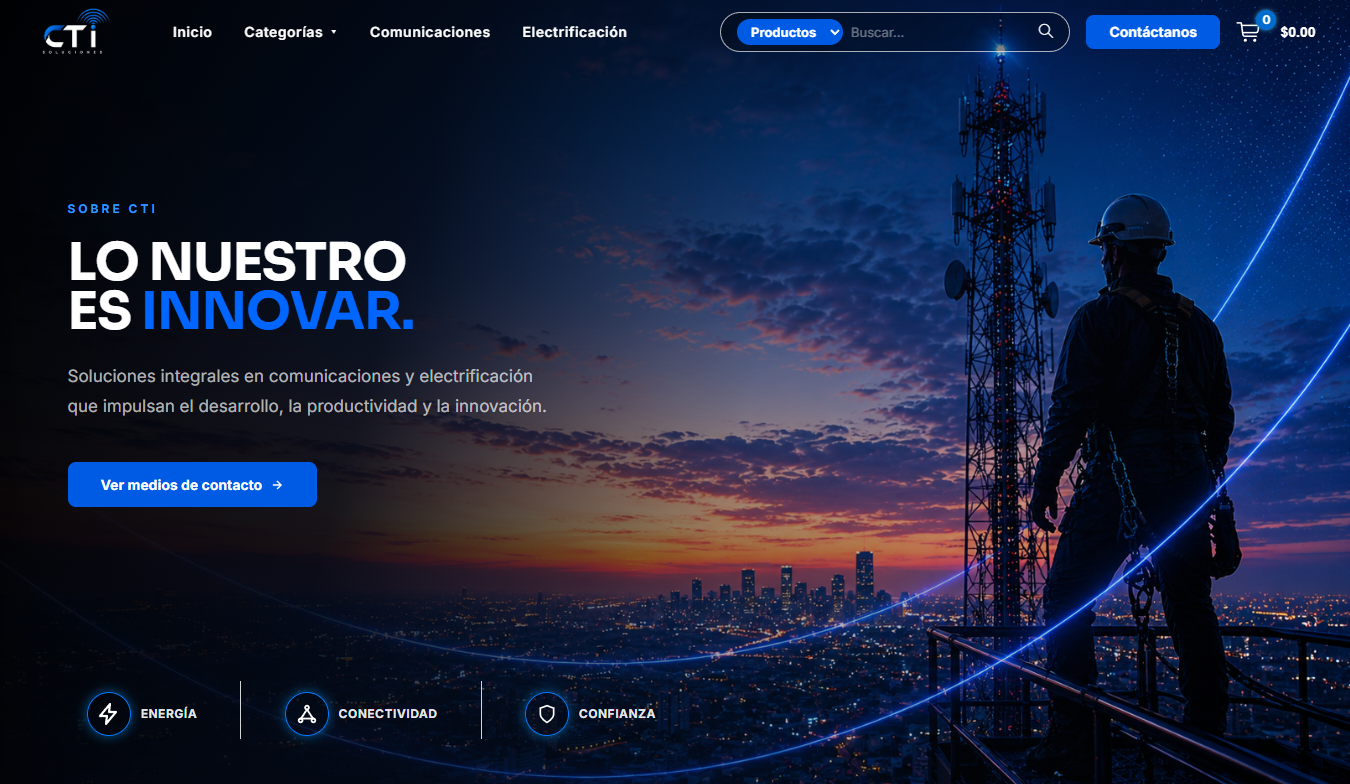 CTi
SOLUCIONES
Inicio
Categorías
Comunicaciones
Electrificación
Productos
Buscar...
Contáctanos
0
$0.00
SOBRE CTI
LO NUESTRO
ES INNOVAR.
Soluciones integrales en comunicaciones y electrificación
que impulsan el desarrollo, la productividad y la innovación.
Ver medios de contacto →
ENERGÍA
CONECTIVIDAD
CONFIANZA